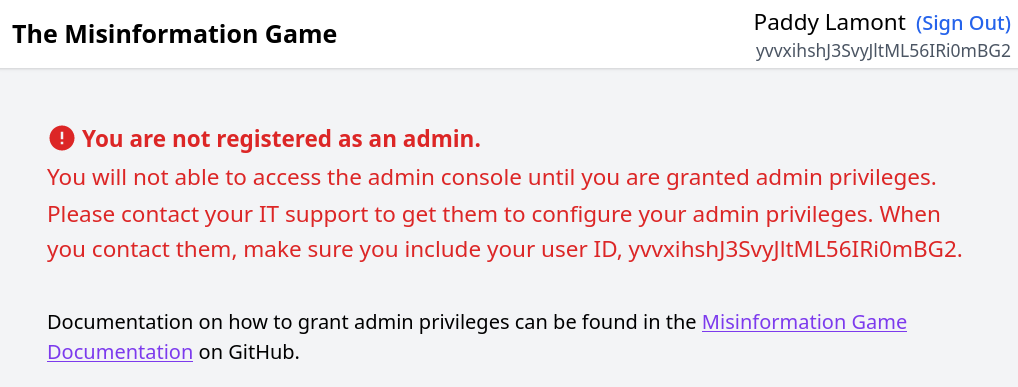 The Misinformation Game
Paddy Lamont (Sign Out)
yvvxihshJ3SvyJltML56IRi0mBG2
You are not registered as an admin.
You will not able to access the admin console until you are granted admin privileges.
Please contact your IT support to get them to configure your admin privileges. When
you contact them, make sure you include your user ID, yvvxihshJ3SvyJltML56IRi0mBG2.
Documentation on how to grant admin privileges can be found in the Misinformation Game
Documentation on GitHub.